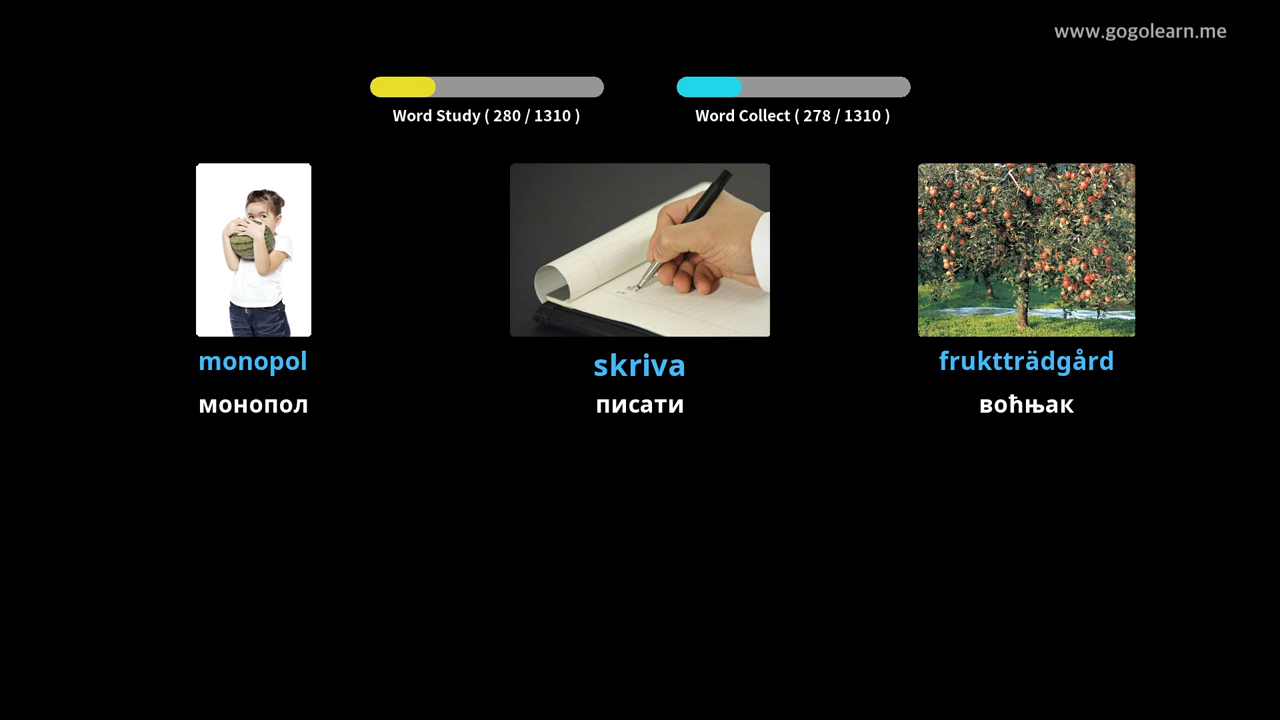 www.gogolearn.me
Word Study ( 280 / 1310 )
Word Collect ( 278 / 1310 )
monopol
skriva
fruktträdgård
монопол
писати
воћњак